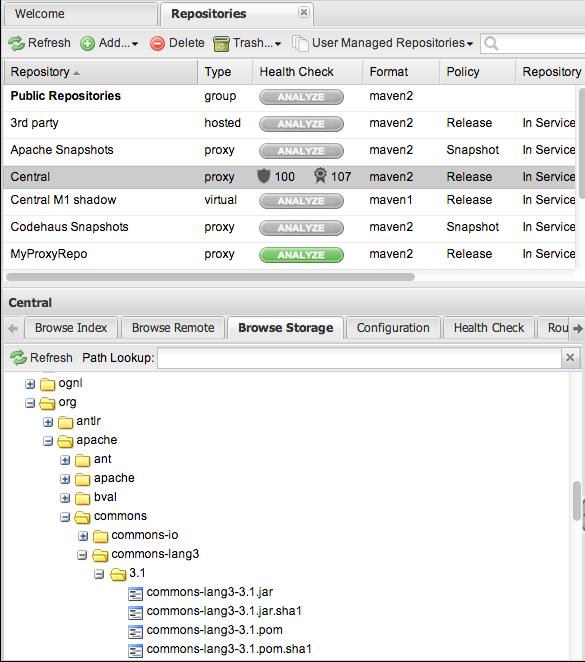 Welcome Repositories
Refresh Add... Delete Trash... User Managed Repositories
Repository Type Health Check Format Policy Repository
Public Repositories group ANALYZE maven2
3rd party hosted ANALYZE maven2 Release In Service
Apache Snapshots proxy ANALYZE maven2 Snapshot In Service
Central proxy 100 107 maven2 Release In Service
Central M1 shadow virtual ANALYZE maven1 Release In Service
Codehaus Snapshots proxy ANALYZE maven2 Snapshot In Service
MyProxyRepo proxy ANALYZE maven2 Release In Service
Central
Browse Index Browse Remote Browse Storage Configuration Health Check Rou
Refresh Path Lookup:
ognl
org
antlr
apache
ant
apache
bval
commons
commons-io
commons-lang3
3.1
commons-lang3-3.1.jar
commons-lang3-3.1.jar.sha1
commons-lang3-3.1.pom
commons-lang3-3.1.pom.sha1